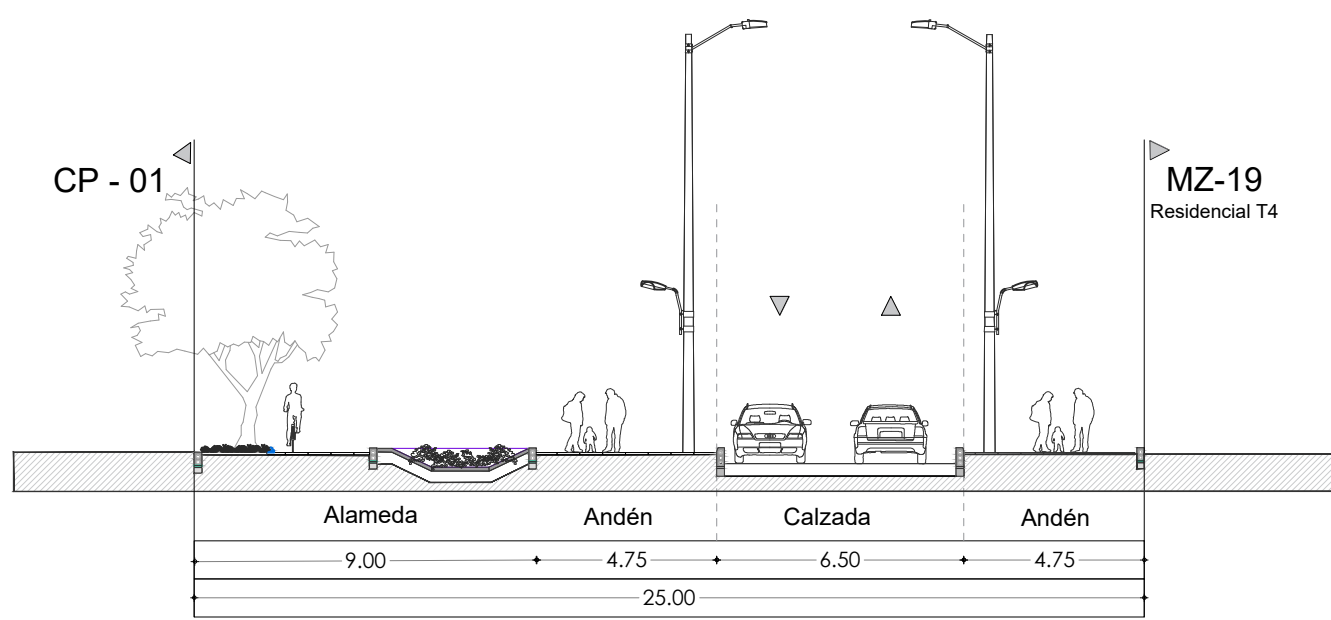 CP - 01
MZ-19
Residencial T4
Alameda
Andén
Calzada
Andén
9.00
4.75
6.50
4.75
25.00